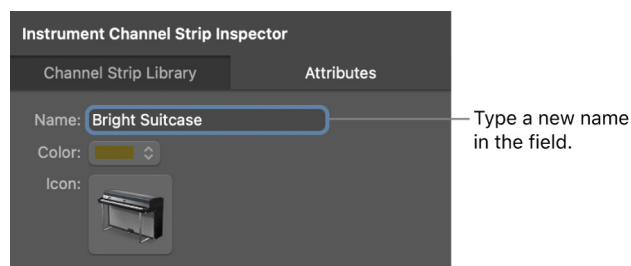 Instrument Channel Strip Inspector
Channel Strip Library Attributes
Name: Bright Suitcase
Type a new name
in the field.
Color:
Icon: